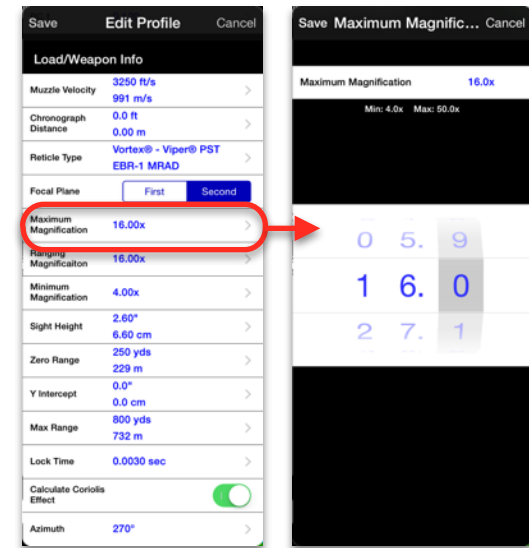 Save Edit Profile Cancel
Load/Weapon Info
Muzzle Velocity
3250 ft/s
991 m/s
Chronograph
Distance
0.0 ft
0.00 m
Reticle Type
Vortex® - Viper® PST
EBR-1 MRAD
Focal Plane
First Second
Maximum
Magnification
16.00x
Ranging
Magnificaiton
16.00x
Minimum
Magnification
4.00x
Sight Height
2.60"
6.60 cm
Zero Range
250 yds
229 m
Y Intercept
0.0"
0.0 cm
Max Range
800 yds
732 m
Lock Time
0.0030 sec
Calculate Coriolis
Effect
Azimuth
270°
Save Maximum Magnific... Cancel
Maximum Magnification 16.0x
Min: 4.0x Max: 50.0x
0 5. 9
1 6. 0
2 7. 1